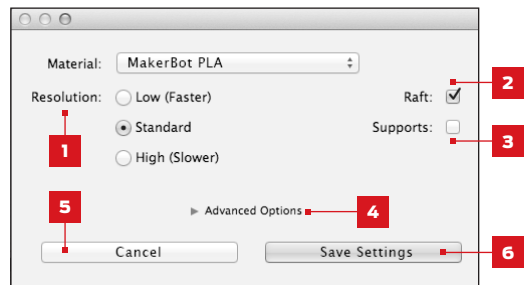 Material: MakerBot PLA
Resolution: Low (Faster) Raft:
2
Standard Supports:
1
3
High (Slower)
5
Advanced Options 4
Cancel Save Settings 6